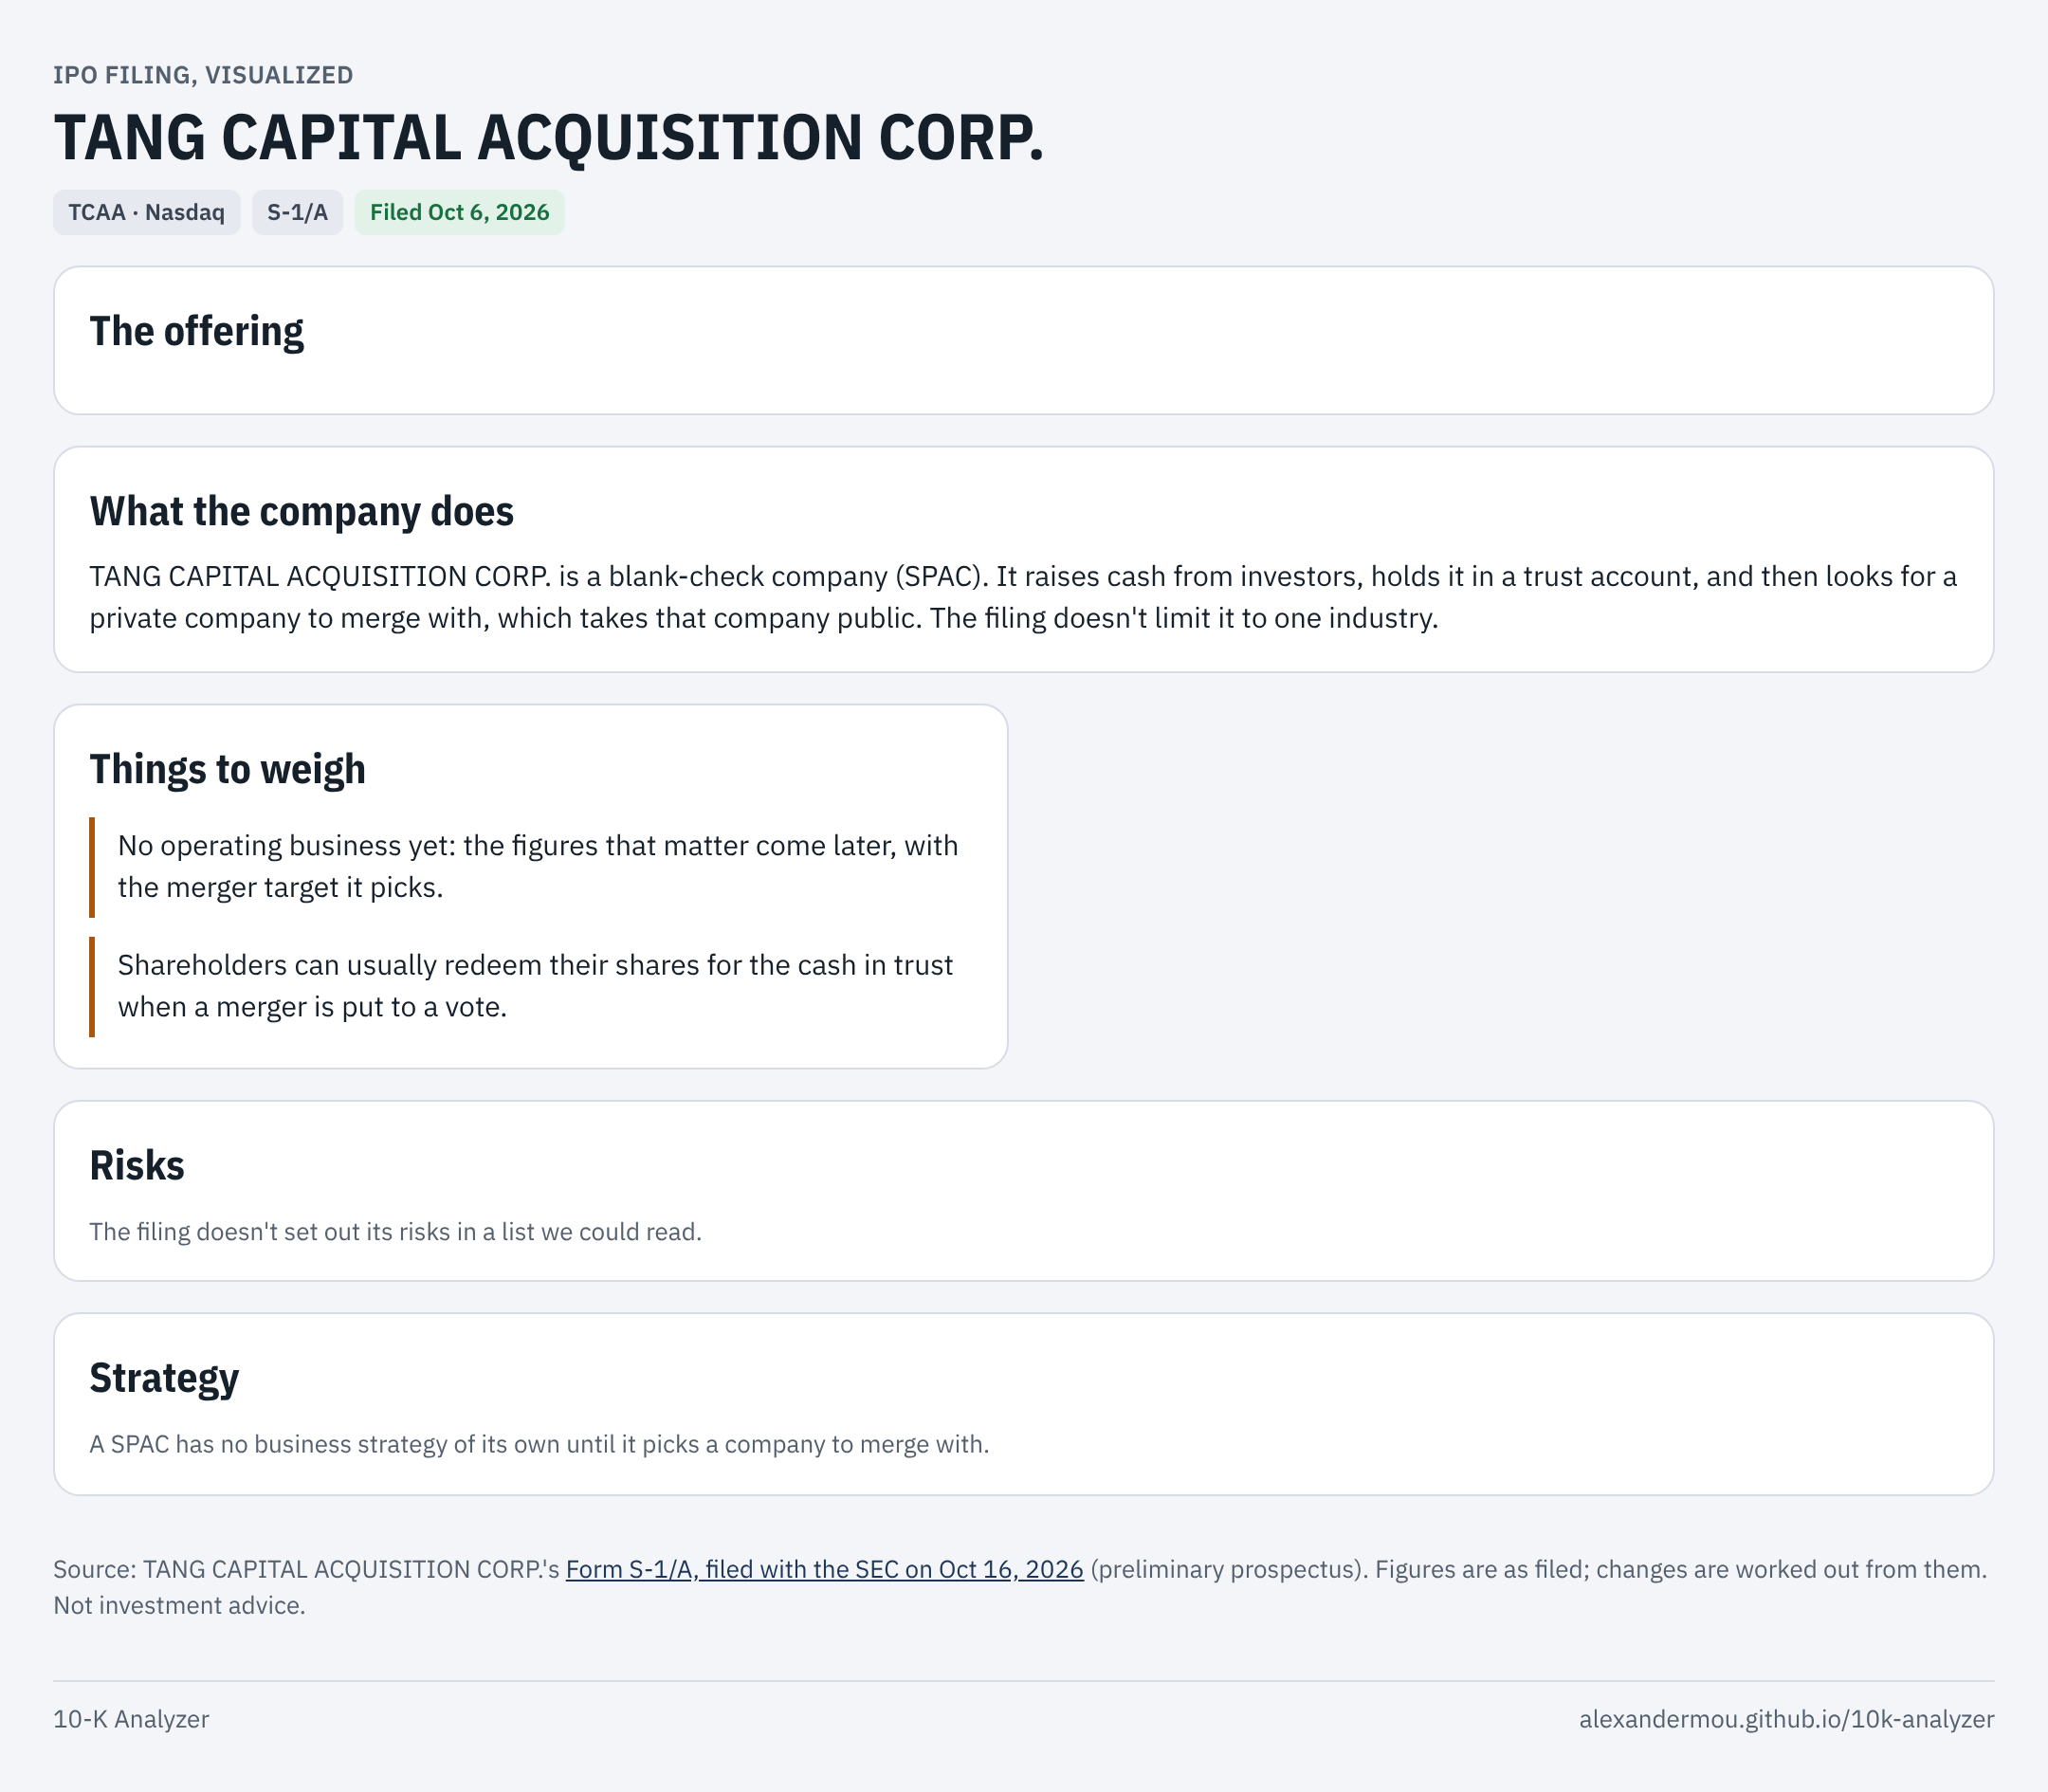 IPO FILING, VISUALIZED
TANG CAPITAL ACQUISITION CORP.
TCAA · Nasdaq
S-1/A
Filed Oct 6, 2026
The offering
What the company does
TANG CAPITAL ACQUISITION CORP. is a blank-check company (SPAC). It raises cash from investors, holds it in a trust account, and then looks for a
private company to merge with, which takes that company public. The filing doesn't limit it to one industry.
Things to weigh
No operating business yet: the figures that matter come later, with
the merger target it picks.
Shareholders can usually redeem their shares for the cash in trust
when a merger is put to a vote.
Risks
The filing doesn't set out its risks in a list we could read.
Strategy
A SPAC has no business strategy of its own until it picks a company to merge with.
Source: TANG CAPITAL ACQUISITION CORP.'s Form S-1/A, filed with the SEC on Oct 16, 2026 (preliminary prospectus). Figures are as filed; changes are worked out from them.
Not investment advice.
10-K Analyzer
alexandermou.github.io/10k-analyzer